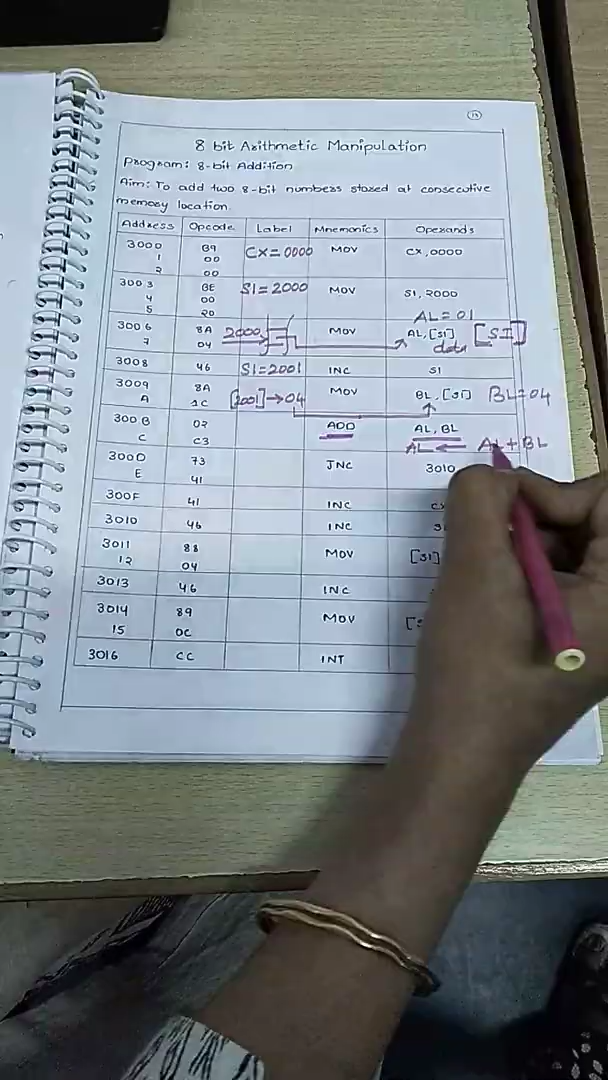 19
8 bit Arithmetic Manipulation
Program: 8-bit Addition
Aim: To add two 8-bit numbers stored at consecutive
memory location.
Address Opcode Label Mnemonics Operands
3000 B9 CX=0000 MOV CX,0000
1 00
2 00
3003 BE SI=2000 MOV SI,2000
4 00
5 20 AL=01
3006 8A 2000 MOV AL,[SI] [SI]
7 04 data
3008 46 SI=2001 INC SI
3009 8A [2001]→04 MOV BL,[SI] BL=04
A 1C
300B 02 ADD AL,BL
C C3 AL ← AL+BL
300D 73 JNC 3010
E 41
300F 41 INC
3010 46 INC
3011 88 MOV [SI]
12 04
3013 46 INC
3014 89 MOV
15 0C
3016 CC INT